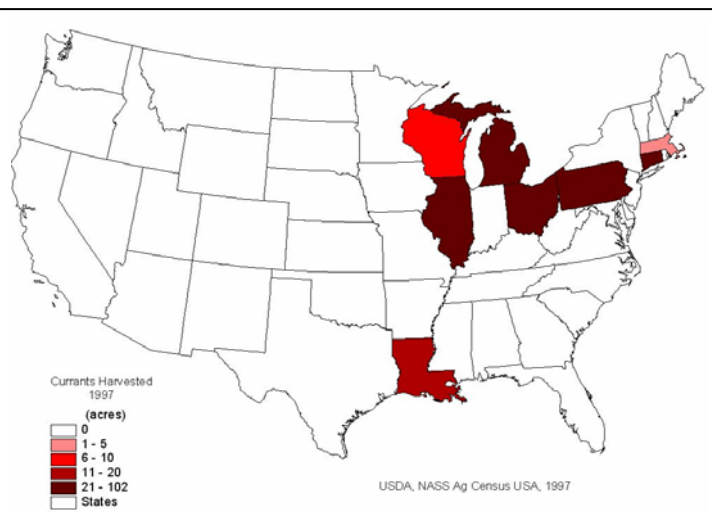 Currants Harvested
1997
(acres)
0
1 - 5
6 - 10
11 - 20
21 - 102
States
USDA, NASS Ag Census USA, 1997